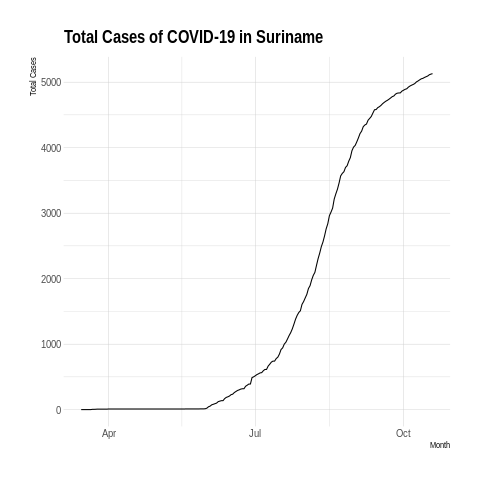 Total Cases of COVID-19 in Suriname
Total Cases
5000
4000
3000
2000
1000
0
Apr
Jul
Oct
Month